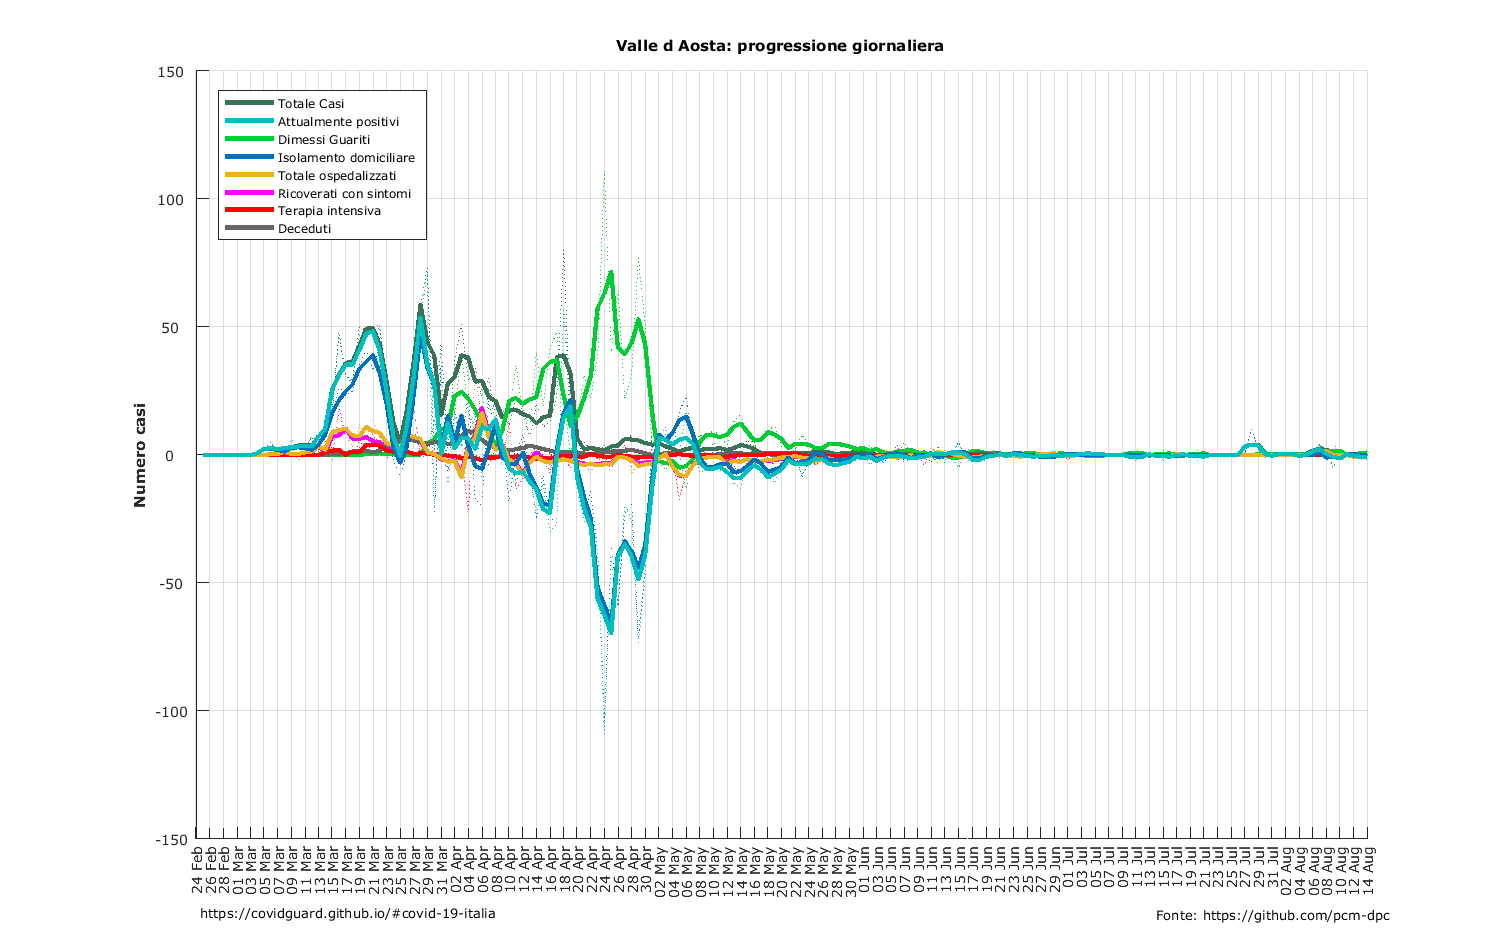 Valle d Aosta: progressione giornaliera
150
100
50
0
-50
-100
-150
Numero casi
Totale Casi
Attualmente positivi
Dimessi Guariti
Isolamento domiciliare
Totale ospedalizzati
Ricoverati con sintomi
Terapia intensiva
Deceduti
24 Feb
26 Feb
28 Feb
01 Mar
03 Mar
05 Mar
07 Mar
09 Mar
11 Mar
13 Mar
15 Mar
17 Mar
19 Mar
21 Mar
23 Mar
25 Mar
27 Mar
29 Mar
31 Mar
02 Apr
04 Apr
06 Apr
08 Apr
10 Apr
12 Apr
14 Apr
16 Apr
18 Apr
20 Apr
22 Apr
24 Apr
26 Apr
28 Apr
30 Apr
02 May
04 May
06 May
08 May
10 May
12 May
14 May
16 May
18 May
20 May
22 May
24 May
26 May
28 May
30 May
01 Jun
03 Jun
05 Jun
07 Jun
09 Jun
11 Jun
13 Jun
15 Jun
17 Jun
19 Jun
21 Jun
23 Jun
25 Jun
27 Jun
29 Jun
01 Jul
03 Jul
05 Jul
07 Jul
09 Jul
11 Jul
13 Jul
15 Jul
17 Jul
19 Jul
21 Jul
23 Jul
25 Jul
27 Jul
29 Jul
31 Jul
02 Aug
04 Aug
06 Aug
08 Aug
10 Aug
12 Aug
14 Aug
https://covidguard.github.io/#covid-19-italia
Fonte: https://github.com/pcm-dpc